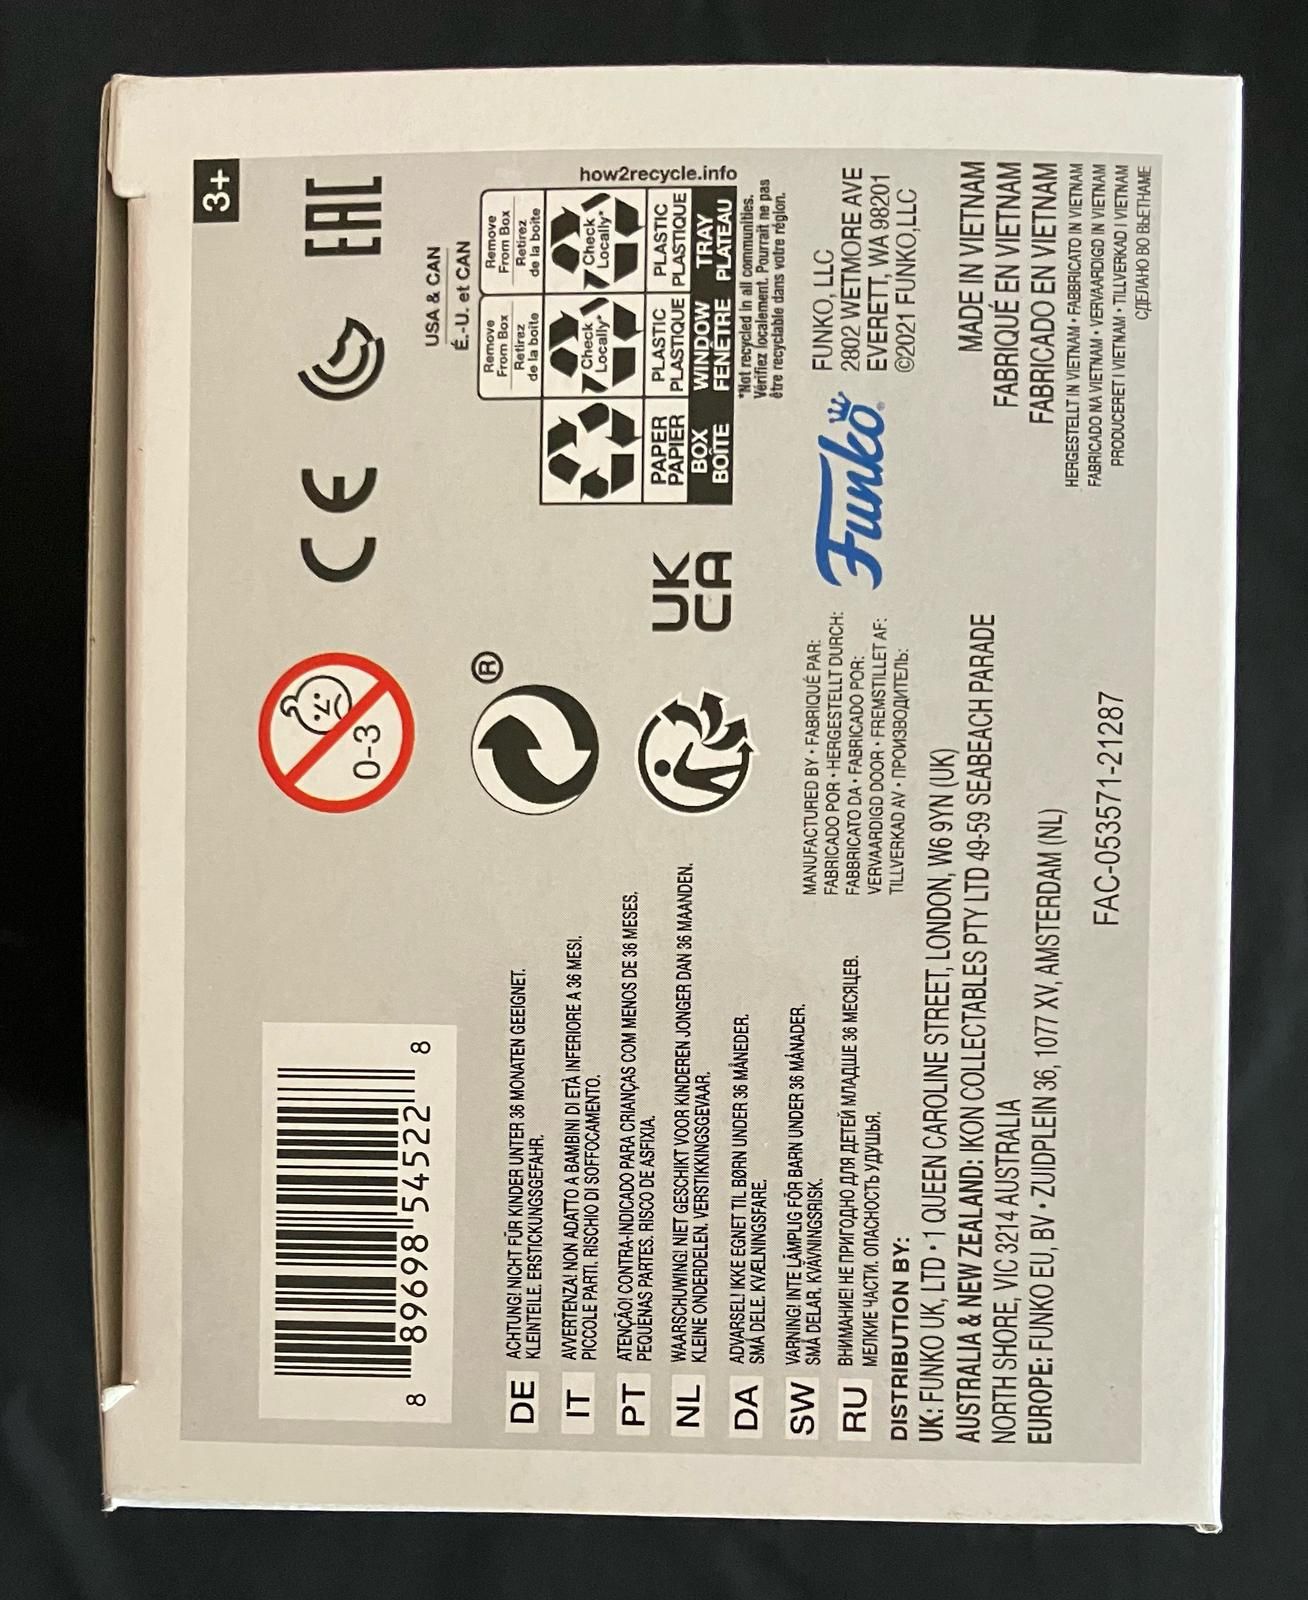 3+
8 89698 54522 8
0-3
CE
EAC
DE
ACHTUNG! NICHT FÜR KINDER UNTER 36 MONATEN GEEIGNET.
KLEINTEILE. ERSTICKUNGSGEFAHR.
IT
AVVERTENZA! NON ADATTO A BAMBINI DI ETÀ INFERIORE A 36 MESI.
PICCOLE PARTI. RISCHIO DI SOFFOCAMENTO.
PT
ATENÇÃO! CONTRA-INDICADO PARA CRIANÇAS COM MENOS DE 36 MESES.
PEQUENAS PARTES. RISCO DE ASFIXIA.
NL
WAARSCHUWING! NIET GESCHIKT VOOR KINDEREN JONGER DAN 36 MAANDEN.
KLEINE ONDERDELEN. VERSTIKKINGSGEVAAR.
DA
ADVARSEL! IKKE EGNET TIL BØRN UNDER 36 MÅNEDER.
SMÅ DELE. KVÆLNINGSFARE.
SW
VARNING! INTE LÄMPLIG FÖR BARN UNDER 36 MÅNADER.
SMÅ DELAR. KVÄVNINGSRISK.
RU
ВНИМАНИЕ! НЕ ПРИГОДНО ДЛЯ ДЕТЕЙ МЛАДШЕ 36 МЕСЯЦЕВ.
МЕЛКИЕ ЧАСТИ. ОПАСНОСТЬ УДУШЬЯ.
®
UK
CA
USA & CAN
É.-U. et CAN
Remove
From Box
Retirez
de la boîte
Remove
From Box
Retirez
de la boîte
Check
Locally*
Check
Locally*
PAPER
PAPIER
PLASTIC
PLASTIQUE
PLASTIC
PLASTIQUE
BOX
BOÎTE
WINDOW
FENÊTRE
TRAY
PLATEAU
how2recycle.info
*Not recycled in all communities.
Vérifiez localement. Pourrait ne pas
être recyclable dans votre région.
MANUFACTURED BY • FABRIQUÉ PAR:
FABRICADO POR • HERGESTELLT DURCH:
FABBRICATO DA • FABRICADO POR:
VERVAARDIGD DOOR • FREMSTILLET AF:
TILLVERKAD AV • ПРОИЗВОДИТЕЛЬ:
Funko®
FUNKO, LLC
2802 WETMORE AVE
EVERETT, WA 98201
©2021 FUNKO,LLC
DISTRIBUTION BY:
UK: FUNKO UK, LTD • 1 QUEEN CAROLINE STREET, LONDON, W6 9YN (UK)
AUSTRALIA & NEW ZEALAND: IKON COLLECTABLES PTY LTD 49-59 SEABEACH PARADE
NORTH SHORE, VIC 3214 AUSTRALIA
EUROPE: FUNKO EU, BV • ZUIDPLEIN 36, 1077 XV, AMSTERDAM (NL)
FAC-053571-21287
MADE IN VIETNAM
FABRIQUÉ EN VIETNAM
FABRICADO EN VIETNAM
HERGESTELLT IN VIETNAM • FABBRICATO IN VIETNAM
FABRICADO NA VIETNAM • VERVAARDIGD IN VIETNAM
PRODUCERET I VIETNAM • TILLVERKAD I VIETNAM
СДЕЛАНО ВО ВЬЕТНАМЕ